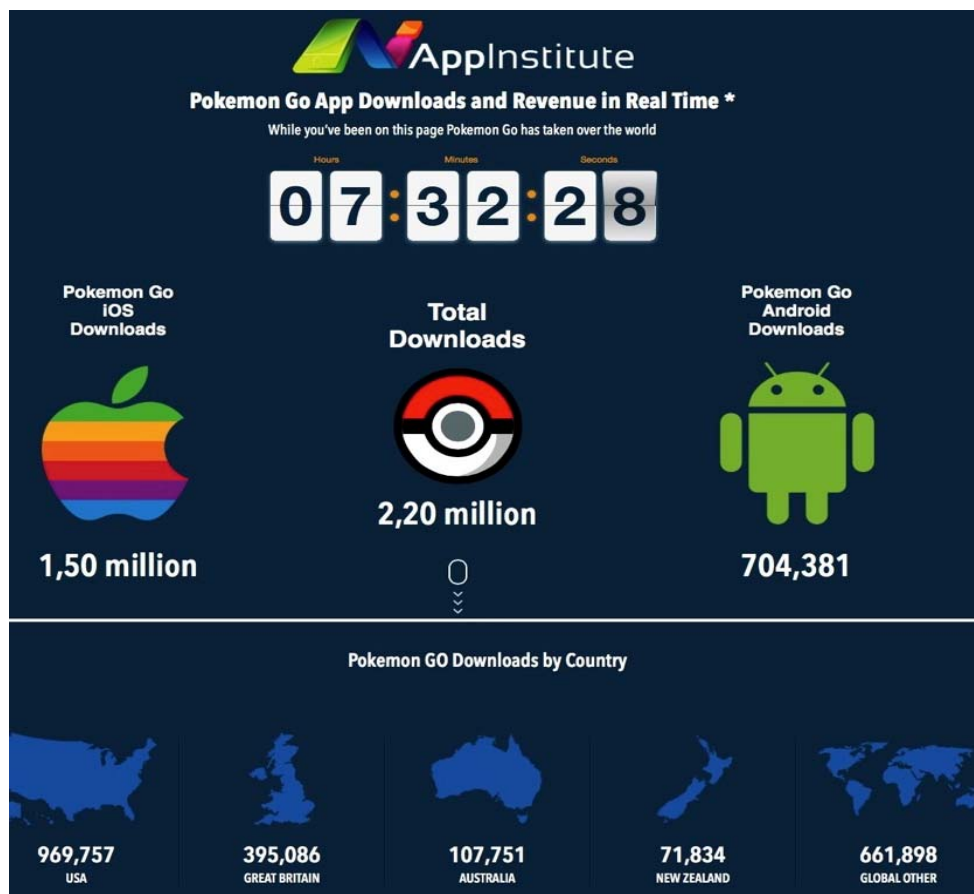 AppInstitute
Pokemon Go App Downloads and Revenue in Real Time *
While you've been on this page Pokemon Go has taken over the world
Hours Minutes Seconds
07:32:28
Pokemon Go
iOS
Downloads
1,50 million
Total
Downloads
2,20 million
Pokemon Go
Android
Downloads
704,381
Pokemon GO Downloads by Country
969,757
USA
395,086
GREAT BRITAIN
107,751
AUSTRALIA
71,834
NEW ZEALAND
661,898
GLOBAL OTHER